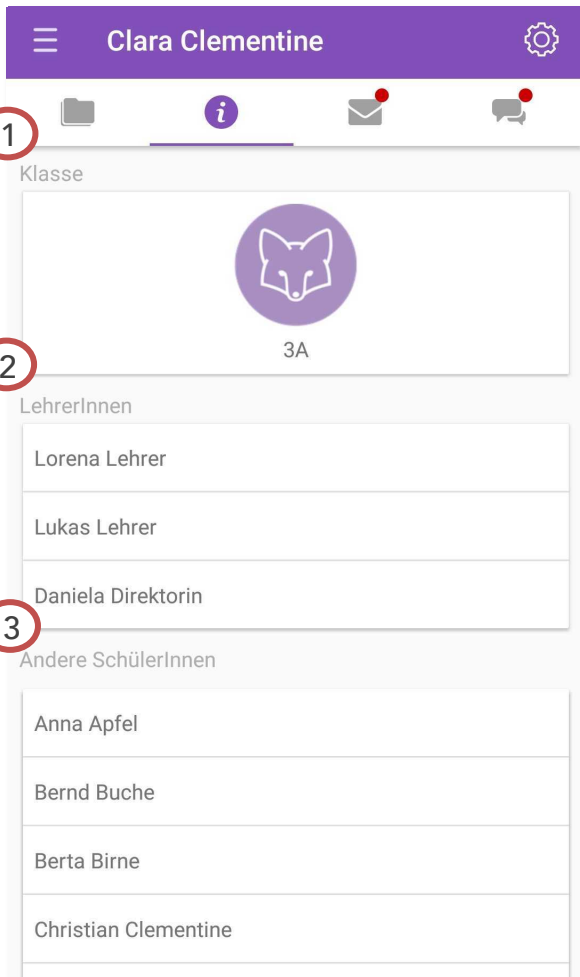 Clara Clementine
1
Klasse
3A
2
LehrerInnen
Lorena Lehrer
Lukas Lehrer
Daniela Direktorin
3
Andere SchülerInnen
Anna Apfel
Bernd Buche
Berta Birne
Christian Clementine